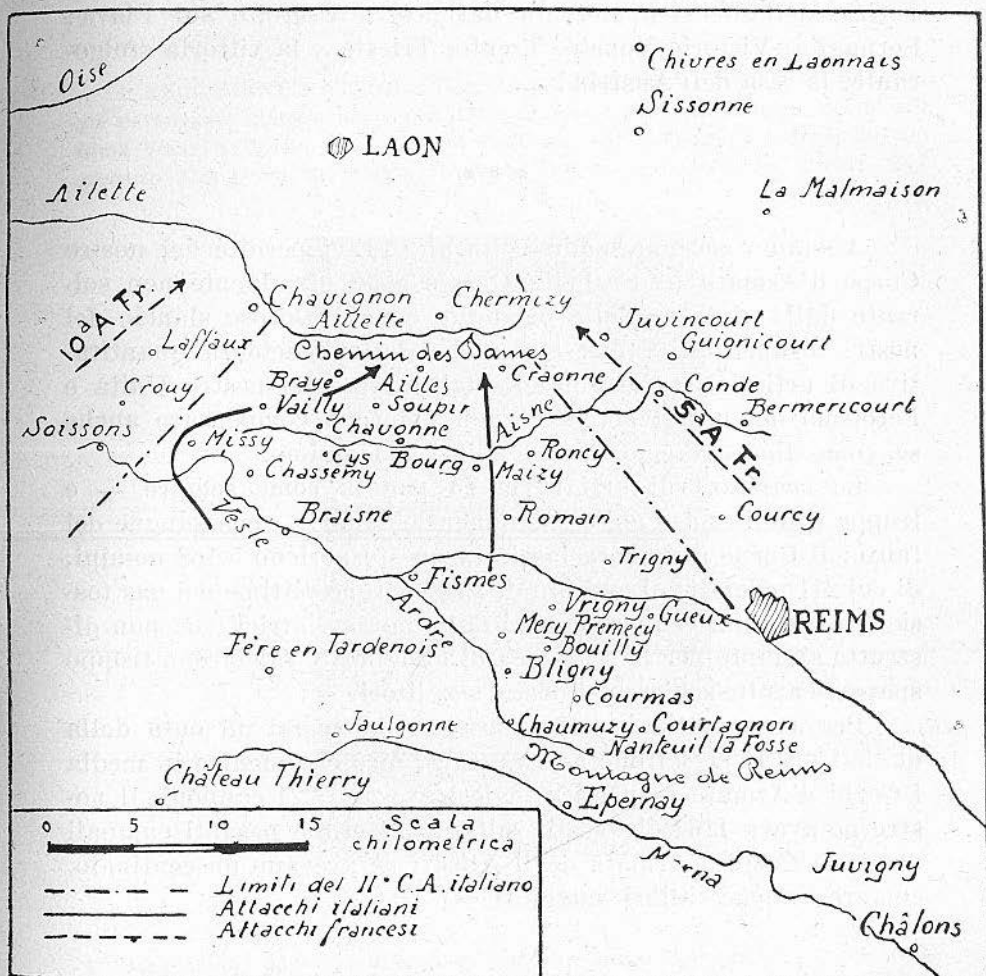 Oise
Chivres en Laonnais
Sissonne
LAON
Ailette
La Malmaison
10ª A. Fr.
Chavignon
Chermizy
Aillette
Juvincourt
Laffaux
Guignicourt
Chemin des Dames
Braye
Ailles
Craonne
Crouy
Conde
Vailly
Soupir
Aisne
Bermericourt
5ª A. Fr.
Soissons
Missy
Chavonne
Cys
Bourg
Roncy
Chassemy
Maizy
Vesle
Braisne
Romain
Courcy
Trigny
Fismes
Ardre
Vrigny
Gueux
REIMS
Mery Premecy
Bouilly
Fère en Tardenois
Bligny
Courmas
Jaulgonne
Chaumuzy
Courtagnon
Nanteuil la Fosse
Montagne de Reims
Château Thierry
Epernay
0 5 10 15 Scala
chilometrica
Marna
Juvigny
Limiti del II° C.A. italiano
Attacchi italiani
Attacchi francesi
Châlons